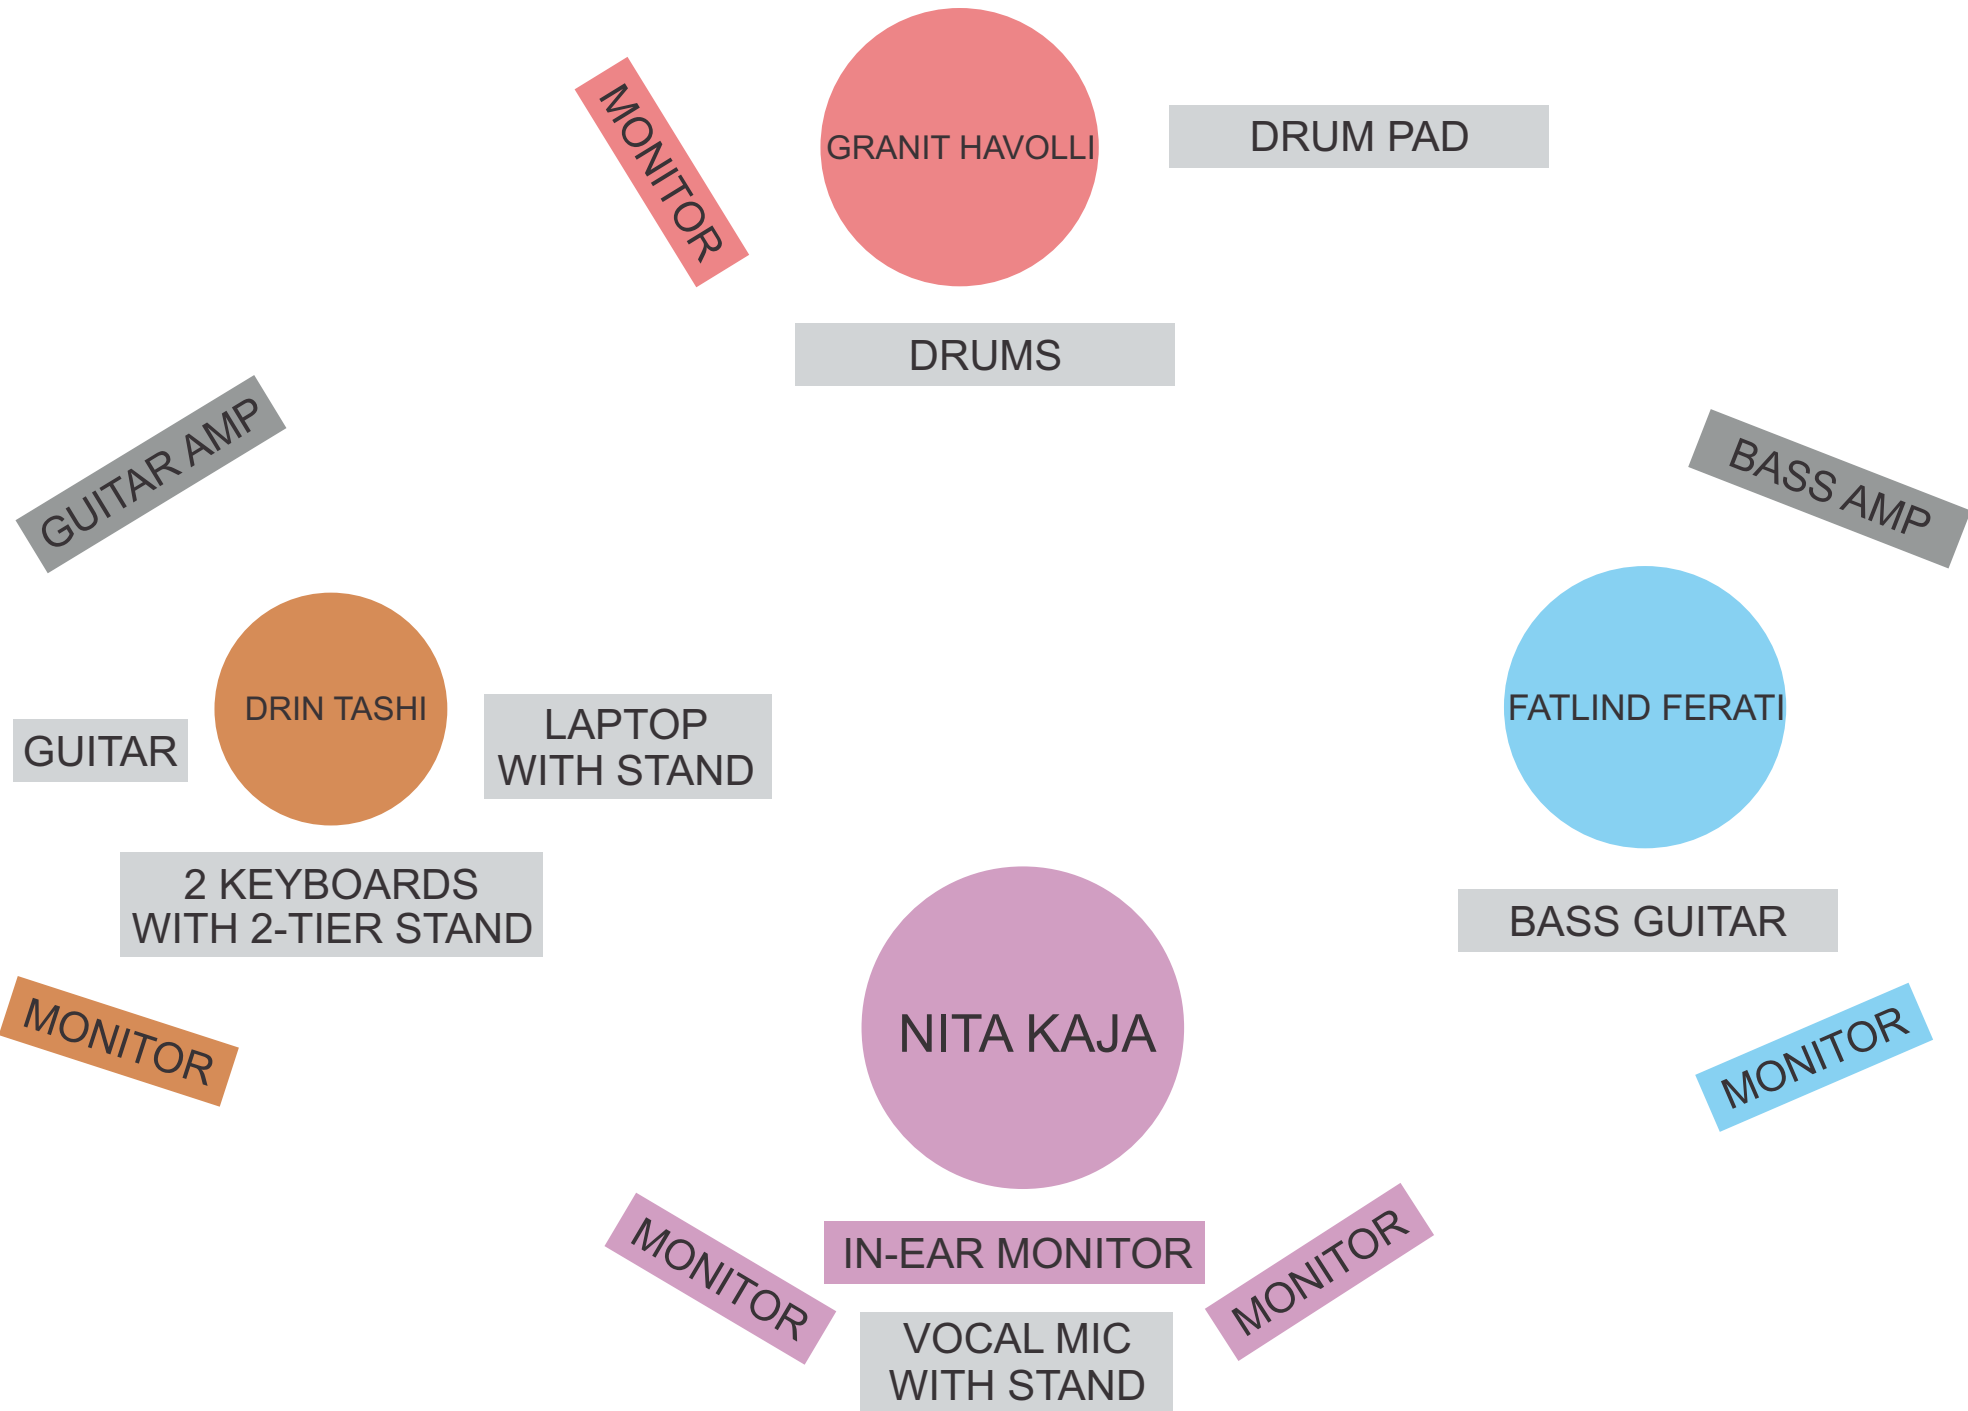 MONITOR
GRANIT HAVOLLI
DRUM PAD
DRUMS
GUITAR AMP
BASS AMP
DRIN TASHI
GUITAR
LAPTOP
WITH STAND
FATLIND FERATI
2 KEYBOARDS
WITH 2-TIER STAND
BASS GUITAR
MONITOR
NITA KAJA
MONITOR
MONITOR
IN-EAR MONITOR
MONITOR
VOCAL MIC
WITH STAND